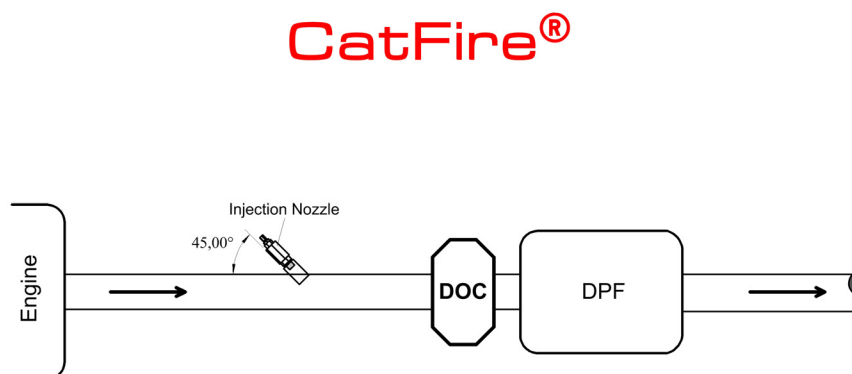 CatFire®
Injection Nozzle
45,00°
Engine
DOC
DPF